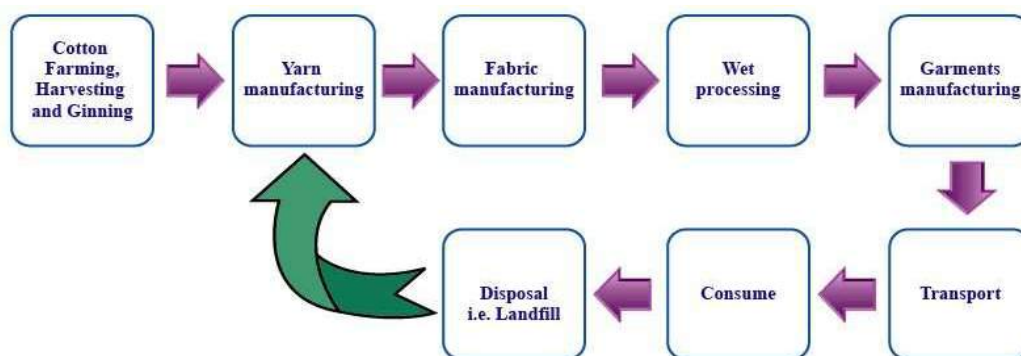 Cotton
Farming,
Harvesting
and Ginning
Yarn
manufacturing
Fabric
manufacturing
Wet
processing
Garments
manufacturing
Transport
Consume
Disposal
i.e. Landfill